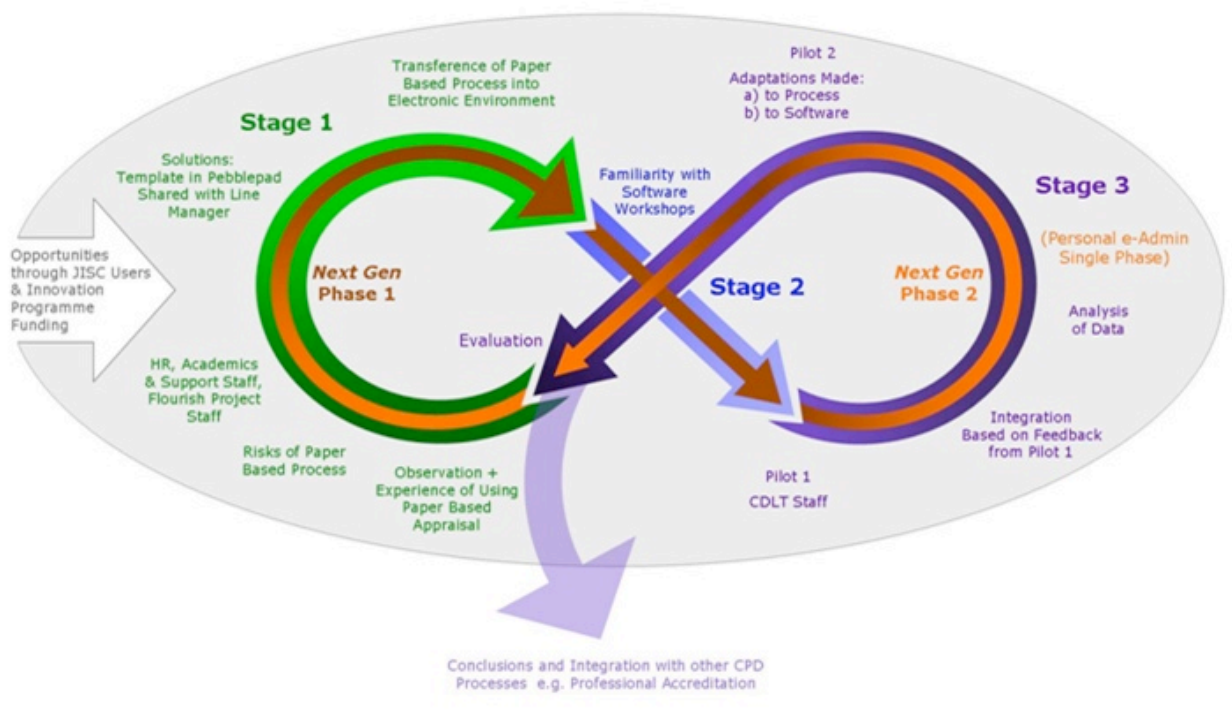 Pilot 2
Adaptations Made:
a) to Process
b) to Software
Transference of Paper
Based Process into
Electronic Environment
Stage 1
Solutions:
Template in Pebblepad
Shared with Line
Manager
Familiarity with
Software
Workshops
Stage 3
(Personal e-Admin
Single Phase)
Opportunities
through JISC Users
& Innovation
Programme
Funding
Next Gen
Phase 1
Stage 2
Next Gen
Phase 2
Analysis
of Data
Evaluation
HR, Academics
& Support Staff,
Flourish Project
Staff
Integration
Based on Feedback
from Pilot 1
Risks of Paper
Based Process
Observation +
Experience of Using
Paper Based
Appraisal
Pilot 1
CDLT Staff
Conclusions and Integration with other CPD
Processes e.g. Professional Accreditation